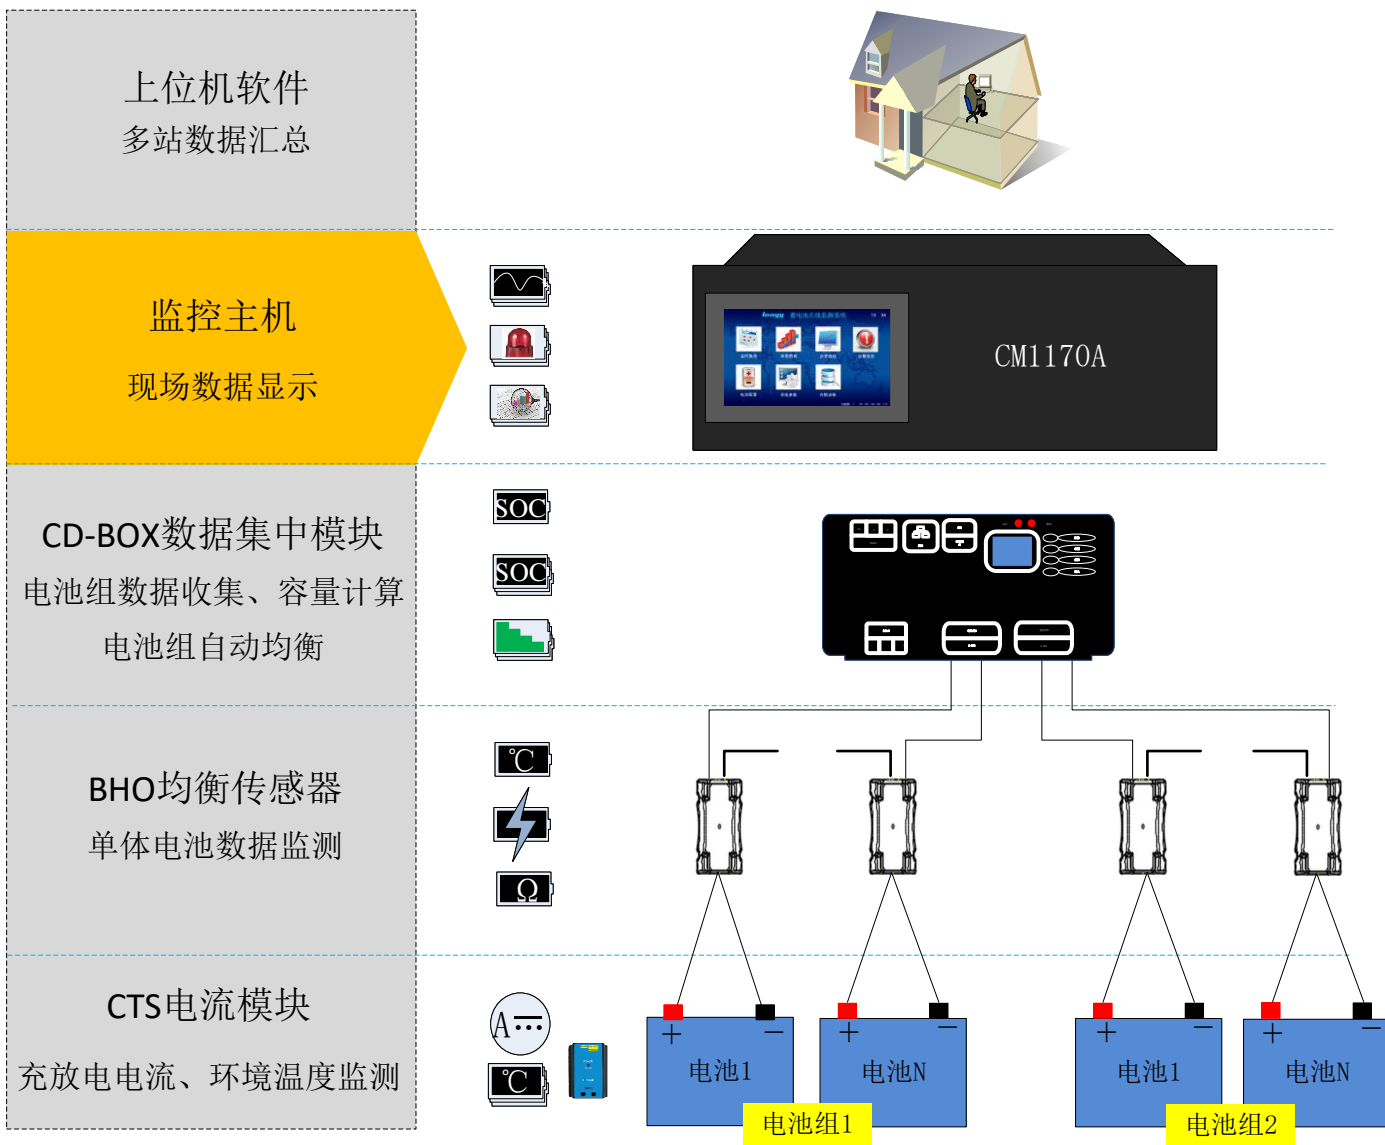 上位机软件
多站数据汇总
监控主机
现场数据显示
CM1170A
CD-BOX数据集中模块
电池组数据收集、容量计算
电池组自动均衡
SOC
SOC
BHO均衡传感器
单体电池数据监测
℃
Ω
CTS电流模块
充放电电流、环境温度监测
A
℃
+ −
电池1
+ −
电池N
+ −
电池1
+ −
电池N
电池组1
电池组2